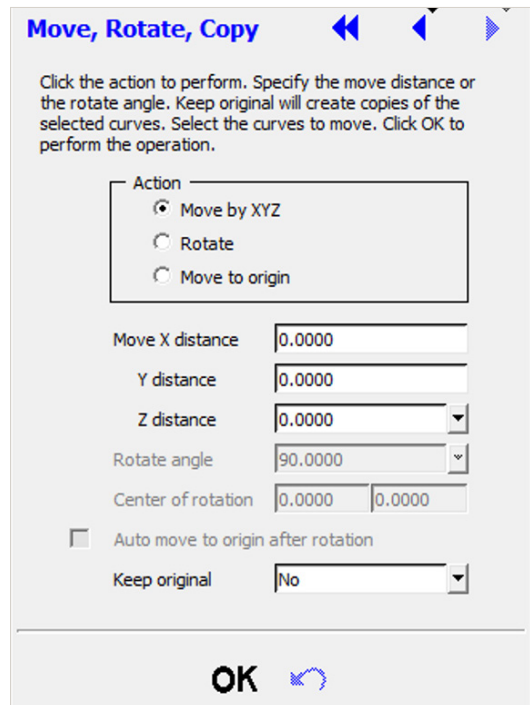 Move, Rotate, Copy
Click the action to perform. Specify the move distance or
the rotate angle. Keep original will create copies of the
selected curves. Select the curves to move. Click OK to
perform the operation.
Action
Move by XYZ
Rotate
Move to origin
Move X distance 0.0000
Y distance 0.0000
Z distance 0.0000
Rotate angle 90.0000
Center of rotation 0.0000 0.0000
Auto move to origin after rotation
Keep original No
OK